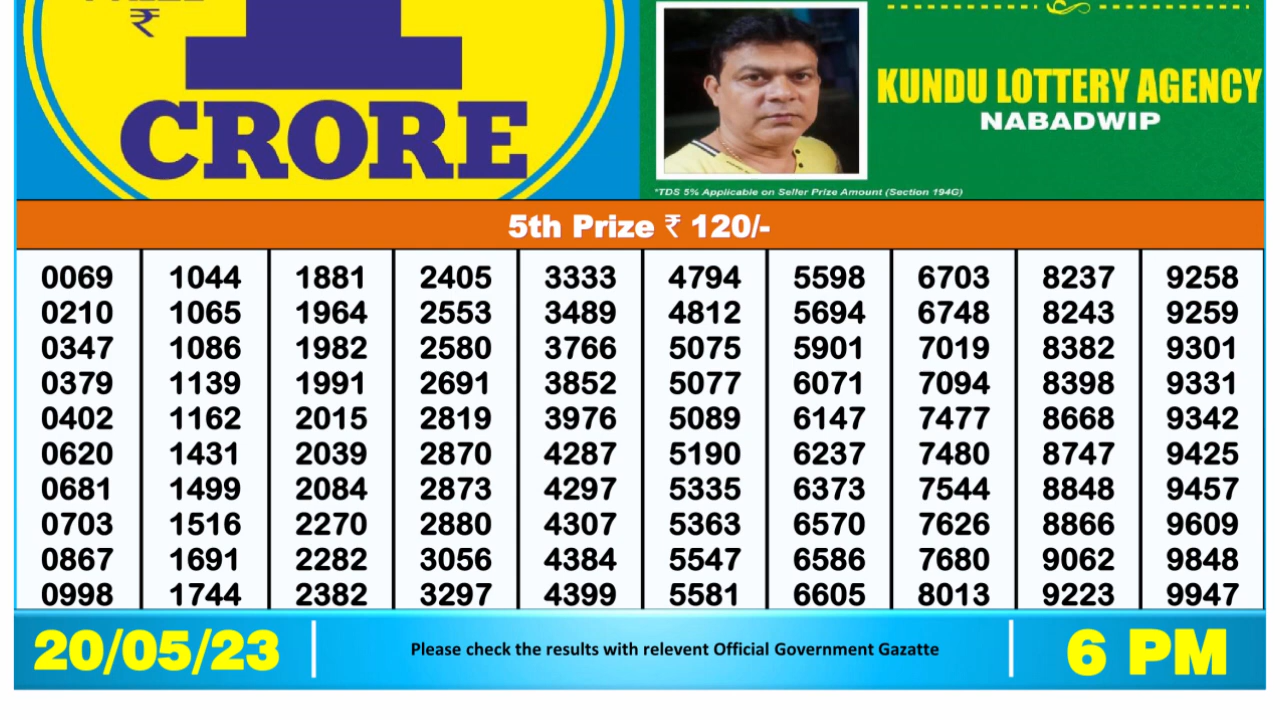 ₹
1
CRORE
KUNDU LOTTERY AGENCY
NABADWIP
*TDS 5% Applicable on Seller Prize Amount (Section 194G)
5th Prize ₹ 120/-
0069 1044 1881 2405 3333 4794 5598 6703 8237 9258
0210 1065 1964 2553 3489 4812 5694 6748 8243 9259
0347 1086 1982 2580 3766 5075 5901 7019 8382 9301
0379 1139 1991 2691 3852 5077 6071 7094 8398 9331
0402 1162 2015 2819 3976 5089 6147 7477 8668 9342
0620 1431 2039 2870 4287 5190 6237 7480 8747 9425
0681 1499 2084 2873 4297 5335 6373 7544 8848 9457
0703 1516 2270 2880 4307 5363 6570 7626 8866 9609
0867 1691 2282 3056 4384 5547 6586 7680 9062 9848
0998 1744 2382 3297 4399 5581 6605 8013 9223 9947
20/05/23 Please check the results with relevent Official Government Gazatte 6 PM